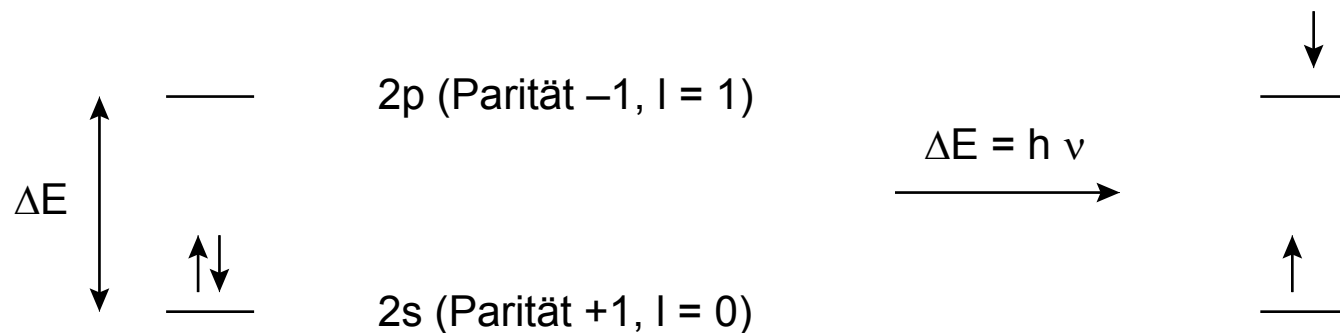 2p (Parität –1, l = 1)
ΔE = h ν
ΔE
2s (Parität +1, l = 0)